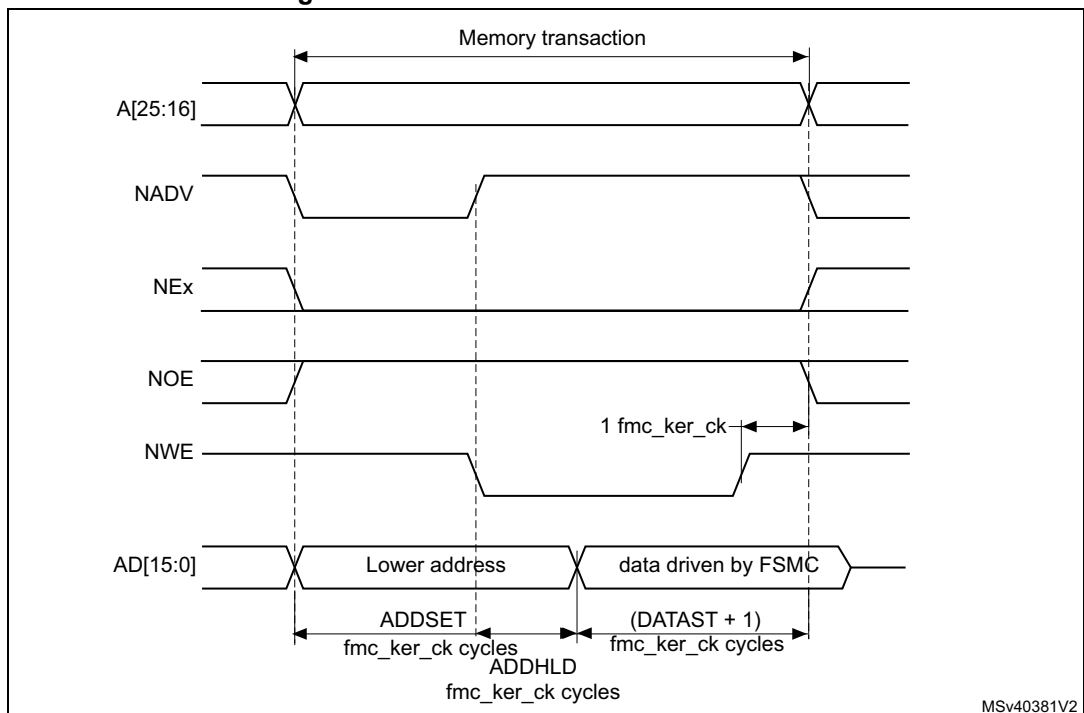 Memory transaction
A[25:16]
NADV
NEx
NOE
1 fmc_ker_ck
NWE
AD[15:0]
Lower address
data driven by FSMC
ADDSET
(DATAST + 1)
fmc_ker_ck cycles
fmc_ker_ck cycles
ADDHLD
fmc_ker_ck cycles
MSv40381V2